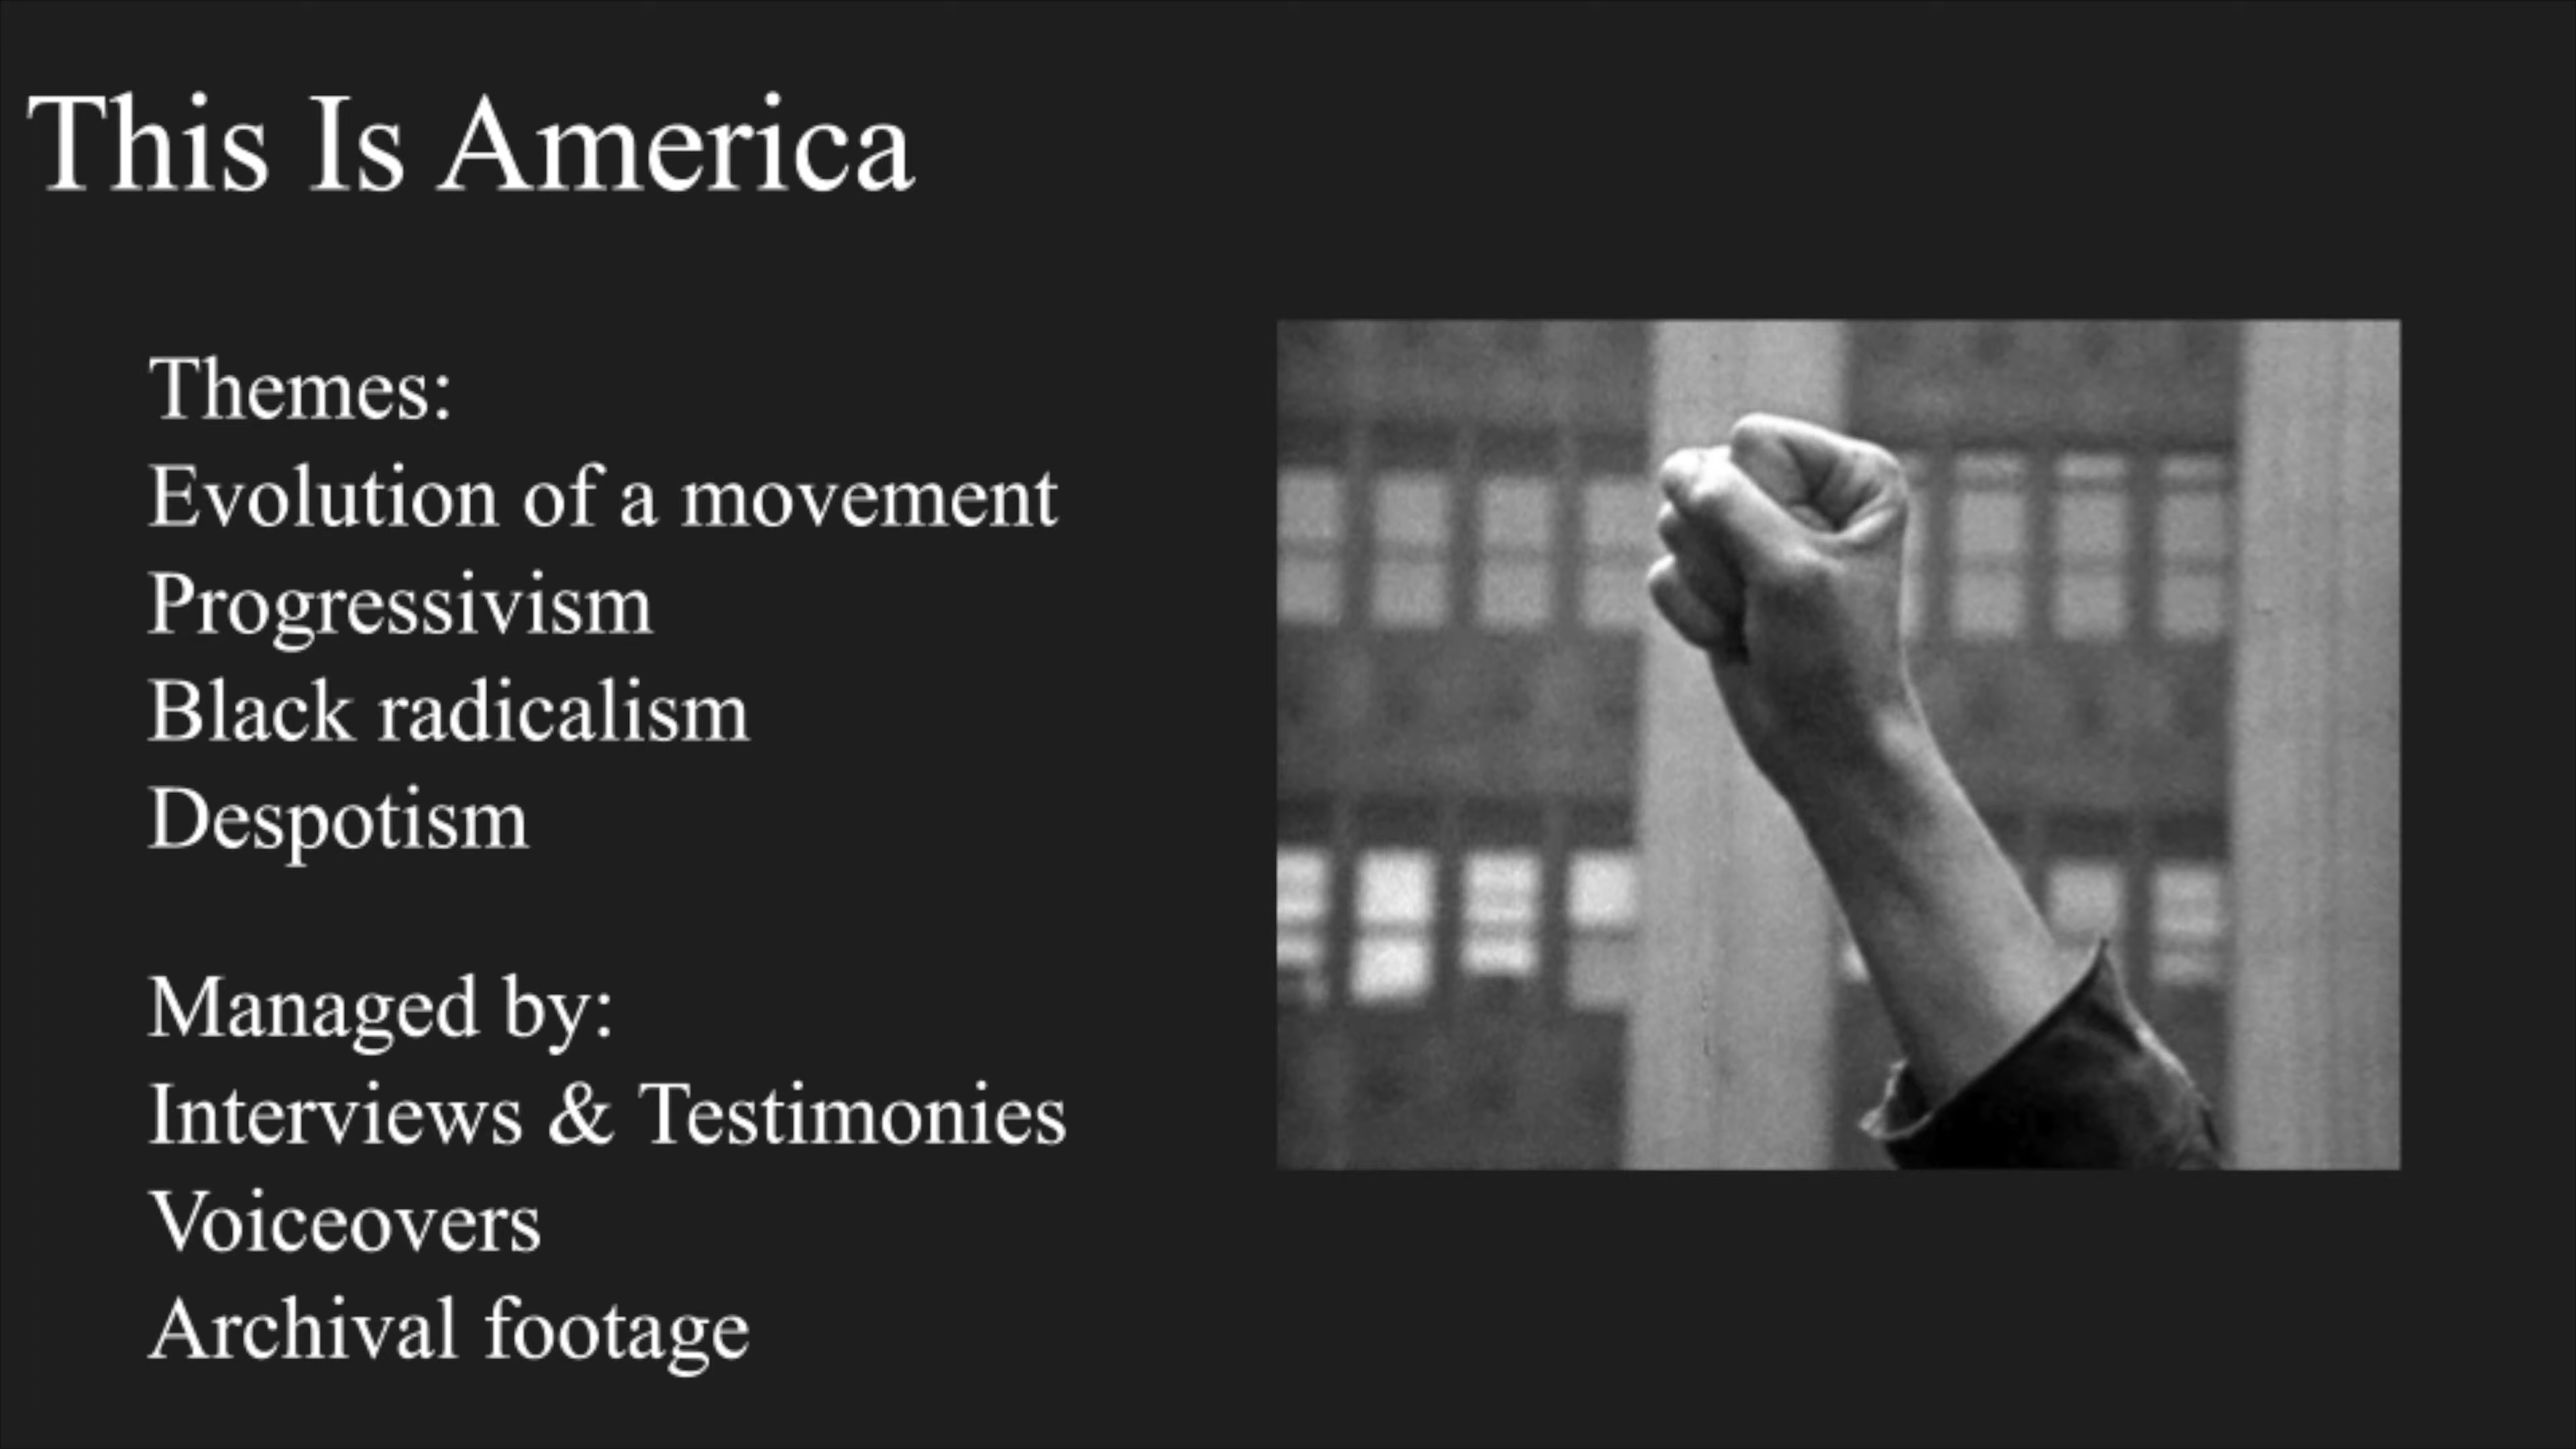 This Is America
Themes:
Evolution of a movement
Progressivism
Black radicalism
Despotism
Managed by:
Interviews & Testimonies
Voiceovers
Archival footage